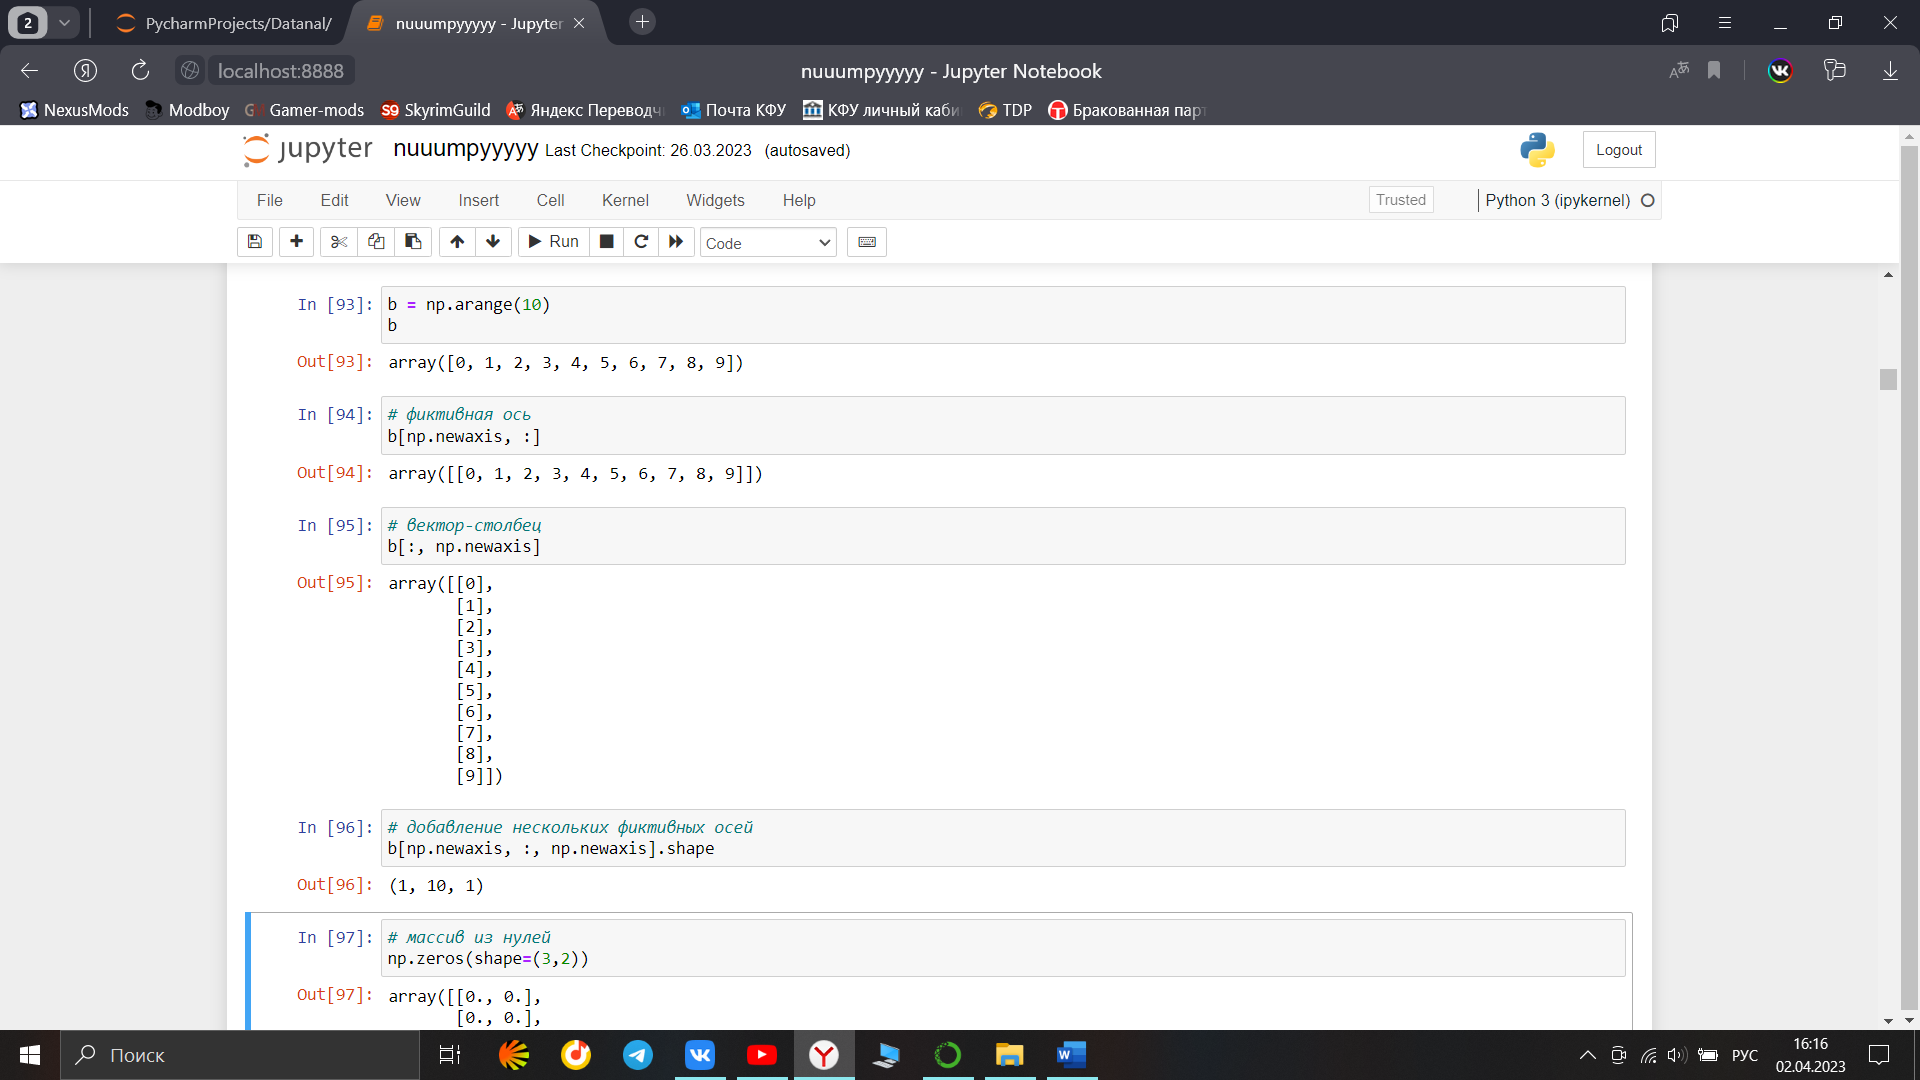 2
PycharmProjects/Datanal/
nuuumpyyyyy - Jupyter
localhost:8888
nuuumpyyyyy - Jupyter Notebook
NexusMods Modboy Gamer-mods SkyrimGuild Яндекс Переводч Почта КФУ КФУ личный каби TDP Бракованная пар
jupyter nuuumpyyyyy Last Checkpoint: 26.03.2023 (autosaved)
Logout
File Edit View Insert Cell Kernel Widgets Help
Trusted
Python 3 (ipykernel)
Run
Code
In [93]: b = np.arange(10)
b
Out[93]: array([0, 1, 2, 3, 4, 5, 6, 7, 8, 9])
In [94]: # фиктивная ось
b[np.newaxis, :]
Out[94]: array([[0, 1, 2, 3, 4, 5, 6, 7, 8, 9]])
In [95]: # вектор-столбец
b[:, np.newaxis]
Out[95]: array([[0],
[1],
[2],
[3],
[4],
[5],
[6],
[7],
[8],
[9]])
In [96]: # добавление нескольких фиктивных осей
b[np.newaxis, :, np.newaxis].shape
Out[96]: (1, 10, 1)
In [97]: # массив из нулей
np.zeros(shape=(3,2))
Out[97]: array([[0., 0.],
[0., 0.],
Поиск
РУС
16:16
02.04.2023